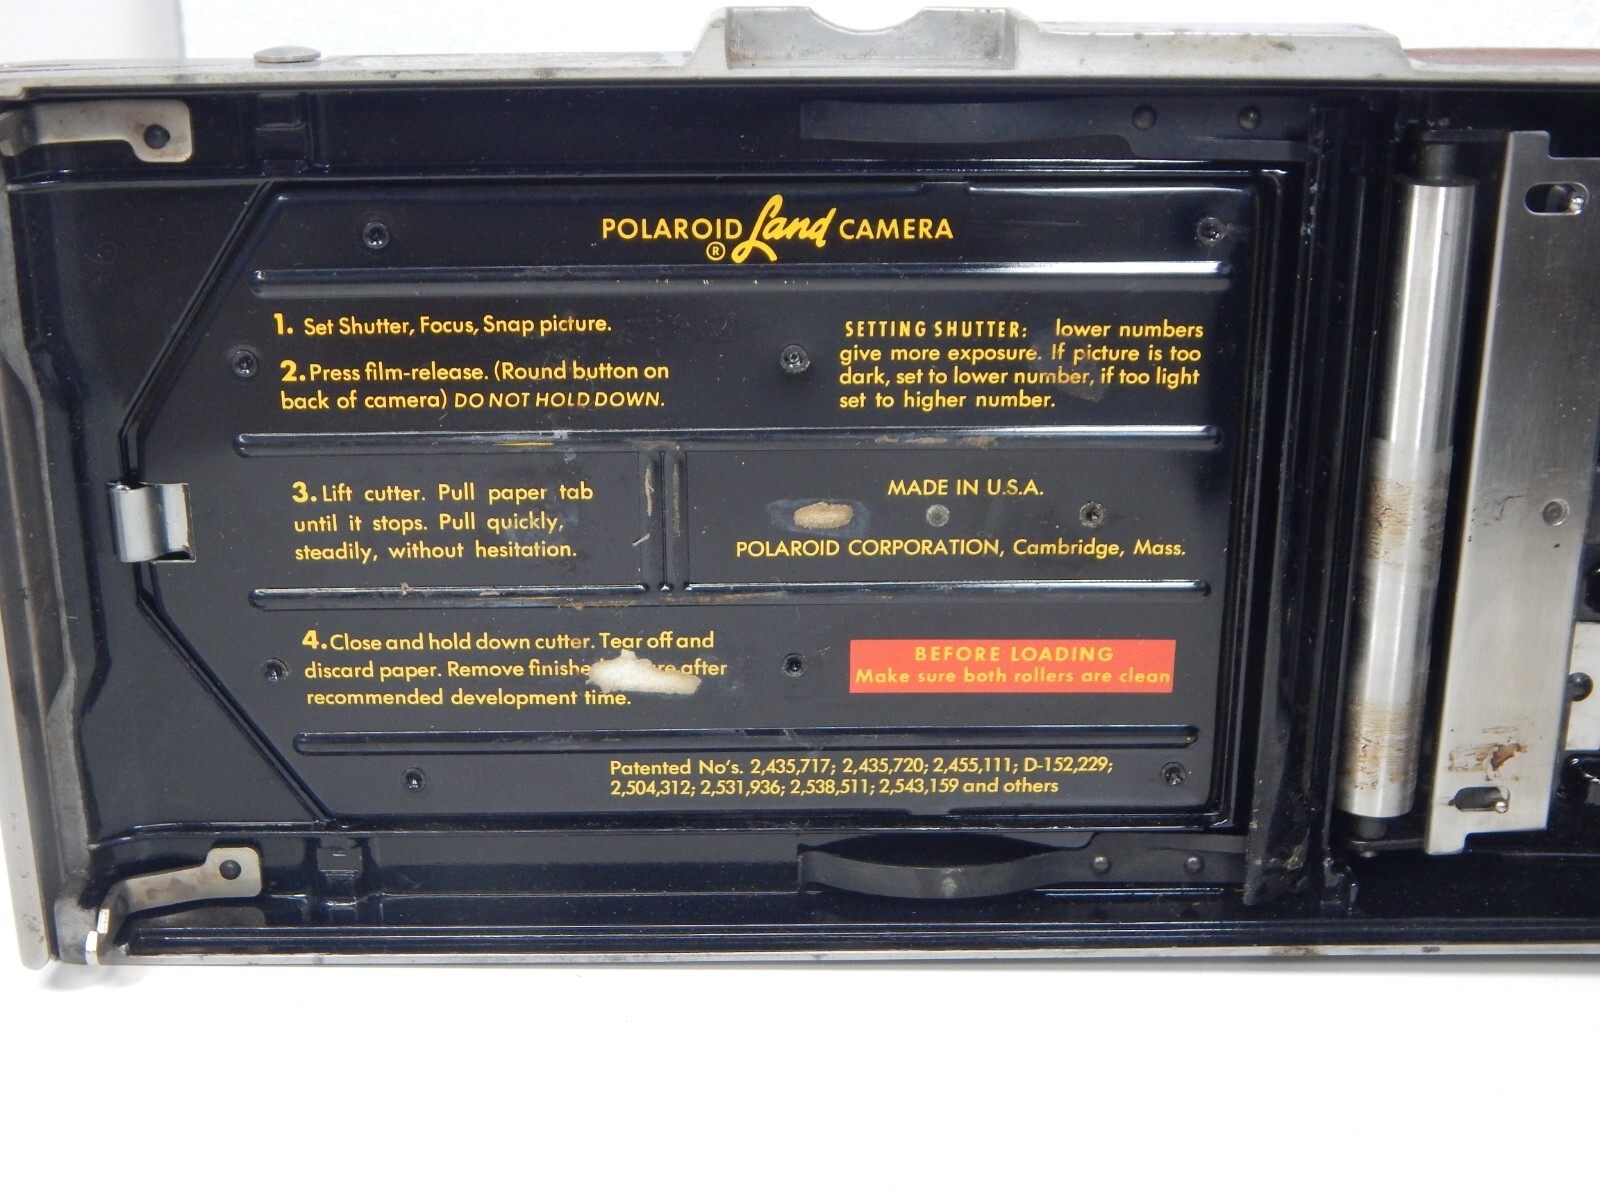 POLAROID Land CAMERA
®
1. Set Shutter, Focus, Snap picture.
2. Press film-release. (Round button on
back of camera) DO NOT HOLD DOWN.
SETTING SHUTTER: lower numbers
give more exposure. If picture is too
dark, set to lower number, if too light
set to higher number.
3. Lift cutter. Pull paper tab
until it stops. Pull quickly,
steadily, without hesitation.
MADE IN U.S.A.
POLAROID CORPORATION, Cambridge, Mass.
4. Close and hold down cutter. Tear off and
discard paper. Remove after
recommended development time.
BEFORE LOADING
Make sure both rollers are clean
Patented No's. 2,435,717; 2,435,720; 2,455,111; D-152,229;
2,504,312; 2,531,936; 2,538,511; 2,543,159 and others